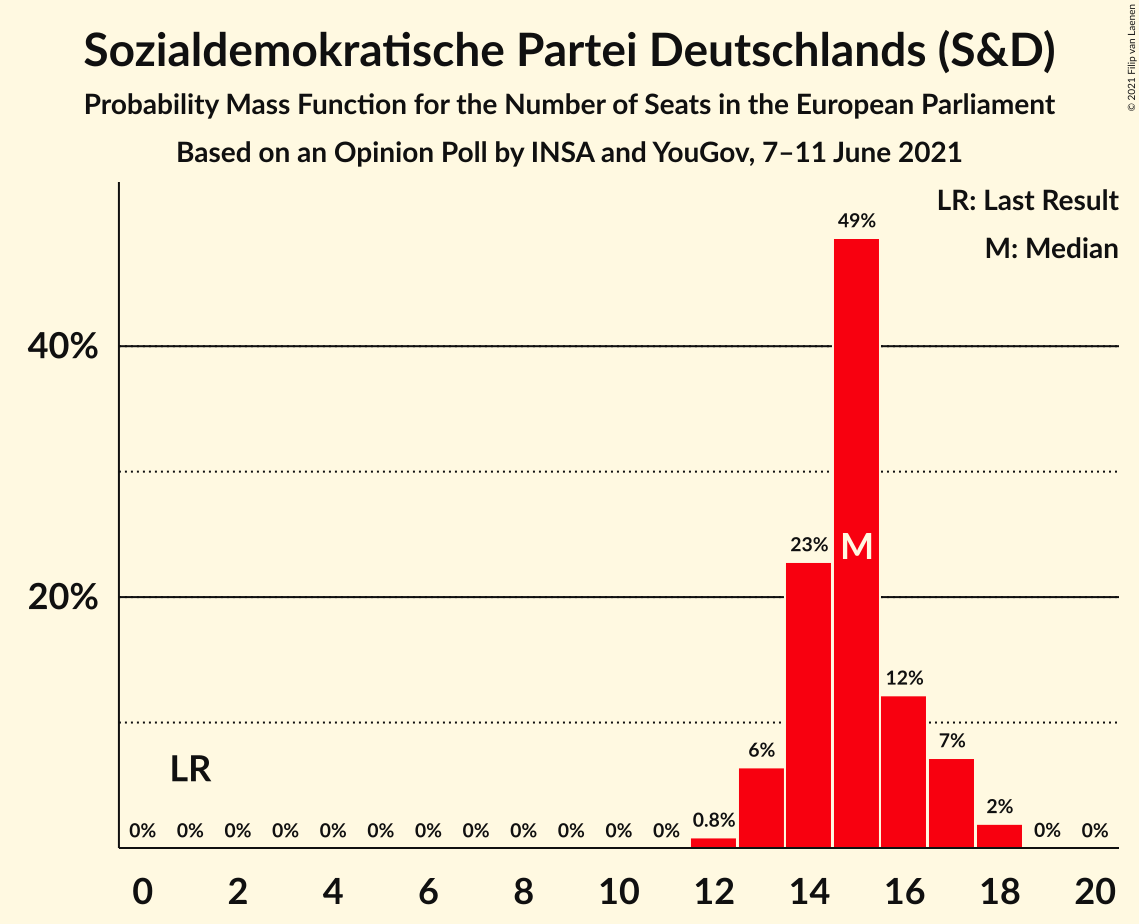 Sozialdemokratische Partei Deutschlands (S&D)
Probability Mass Function for the Number of Seats in the European Parliament
Based on an Opinion Poll by INSA and YouGov, 7–11 June 2021
© 2021 Filip van Laenen
LR: Last Result
M: Median
49%
40%
23%
M
20%
12%
7%
6%
LR
2%
0.8%
0% 0% 0% 0% 0% 0% 0% 0% 0% 0% 0% 0% 0% 0%
0 2 4 6 8 10 12 14 16 18 20